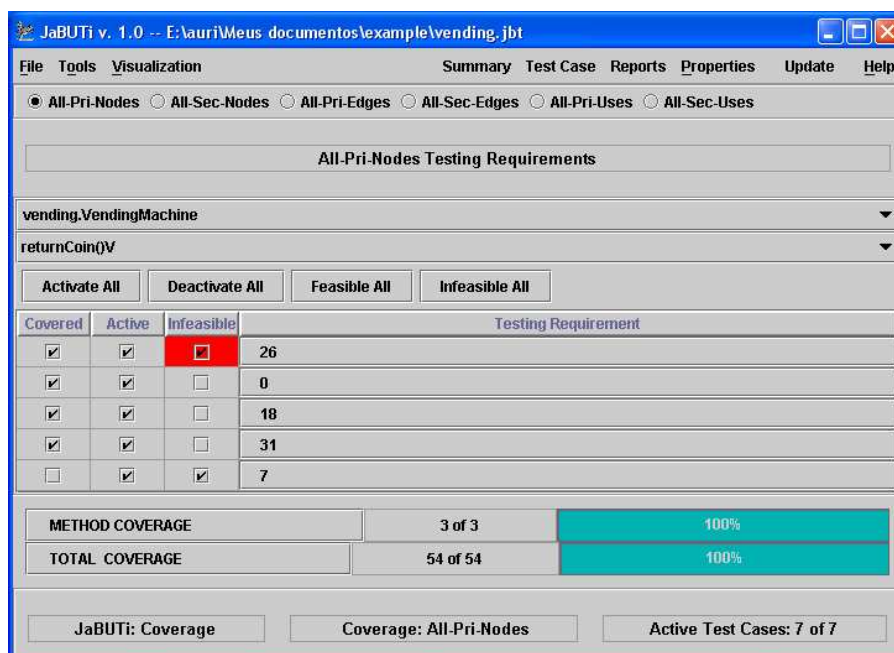 JaBUTi v. 1.0 -- E:\auri\Meus documentos\example\vending.jbt
File Tools Visualization Summary Test Case Reports Properties Update Help
All-Pri-Nodes All-Sec-Nodes All-Pri-Edges All-Sec-Edges All-Pri-Uses All-Sec-Uses
All-Pri-Nodes Testing Requirements
vending.VendingMachine
returnCoin()V
Activate All Deactivate All Feasible All Infeasible All
Covered Active Infeasible Testing Requirement
26
0
18
31
7
METHOD COVERAGE 3 of 3 100%
TOTAL COVERAGE 54 of 54 100%
JaBUTi: Coverage Coverage: All-Pri-Nodes Active Test Cases: 7 of 7